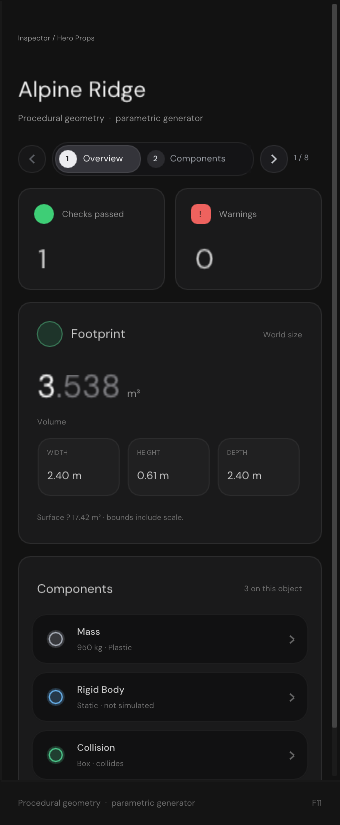 Inspector / Hero Props
Alpine Ridge
Procedural geometry · parametric generator
1 Overview 2 Components 1 / 8
Checks passed
1
! Warnings
0
Footprint World size
3.538 m³
Volume
WIDTH HEIGHT DEPTH
2.40 m 0.61 m 2.40 m
Surface ? 17.42 m² · bounds include scale.
Components 3 on this object
Mass
950 kg · Plastic
Rigid Body
Static · not simulated
Collision
Box · collides
Procedural geometry · parametric generator F11